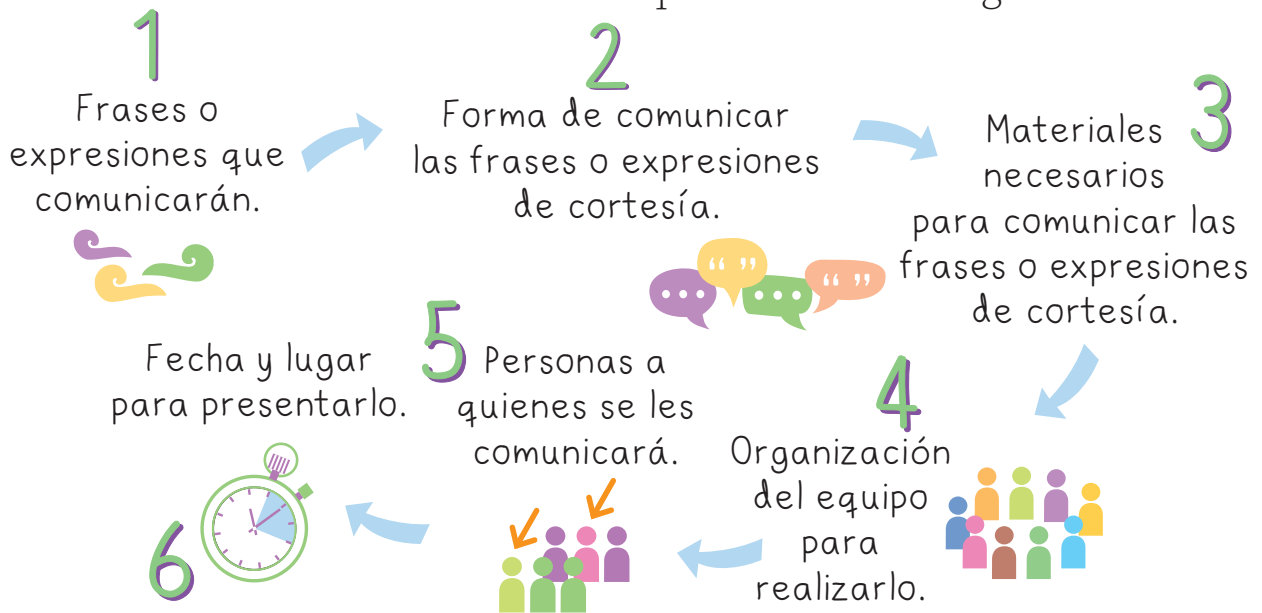 1
Frases o
expresiones que
comunicarán.
2
Forma de comunicar
las frases o expresiones
de cortesía.
3
Materiales
necesarios
para comunicar las
frases o expresiones
de cortesía.
4
Organización
del equipo
para
realizarlo.
5
Personas a
quienes se les
comunicará.
6
Fecha y lugar
para presentarlo.